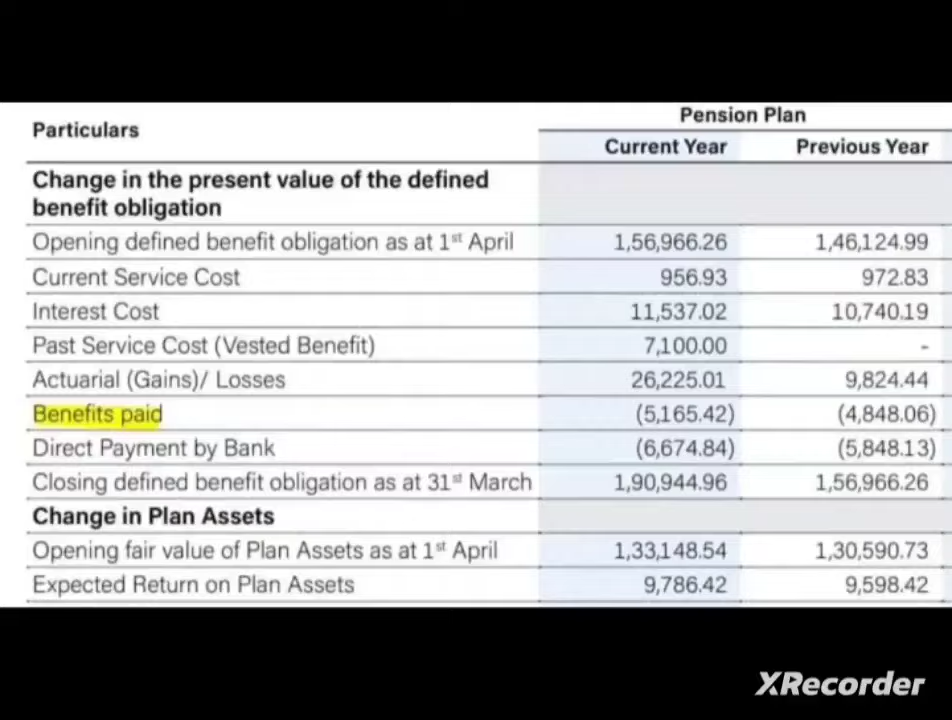 Pension Plan
Particulars
Current Year Previous Year
Change in the present value of the defined
benefit obligation
Opening defined benefit obligation as at 1st April 1,56,966.26 1,46,124.99
Current Service Cost 956.93 972.83
Interest Cost 11,537.02 10,740.19
Past Service Cost (Vested Benefit) 7,100.00 -
Actuarial (Gains)/ Losses 26,225.01 9,824.44
Benefits paid (5,165.42) (4,848.06)
Direct Payment by Bank (6,674.84) (5,848.13)
Closing defined benefit obligation as at 31st March 1,90,944.96 1,56,966.26
Change in Plan Assets
Opening fair value of Plan Assets as at 1st April 1,33,148.54 1,30,590.73
Expected Return on Plan Assets 9,786.42 9,598.42
XRecorder